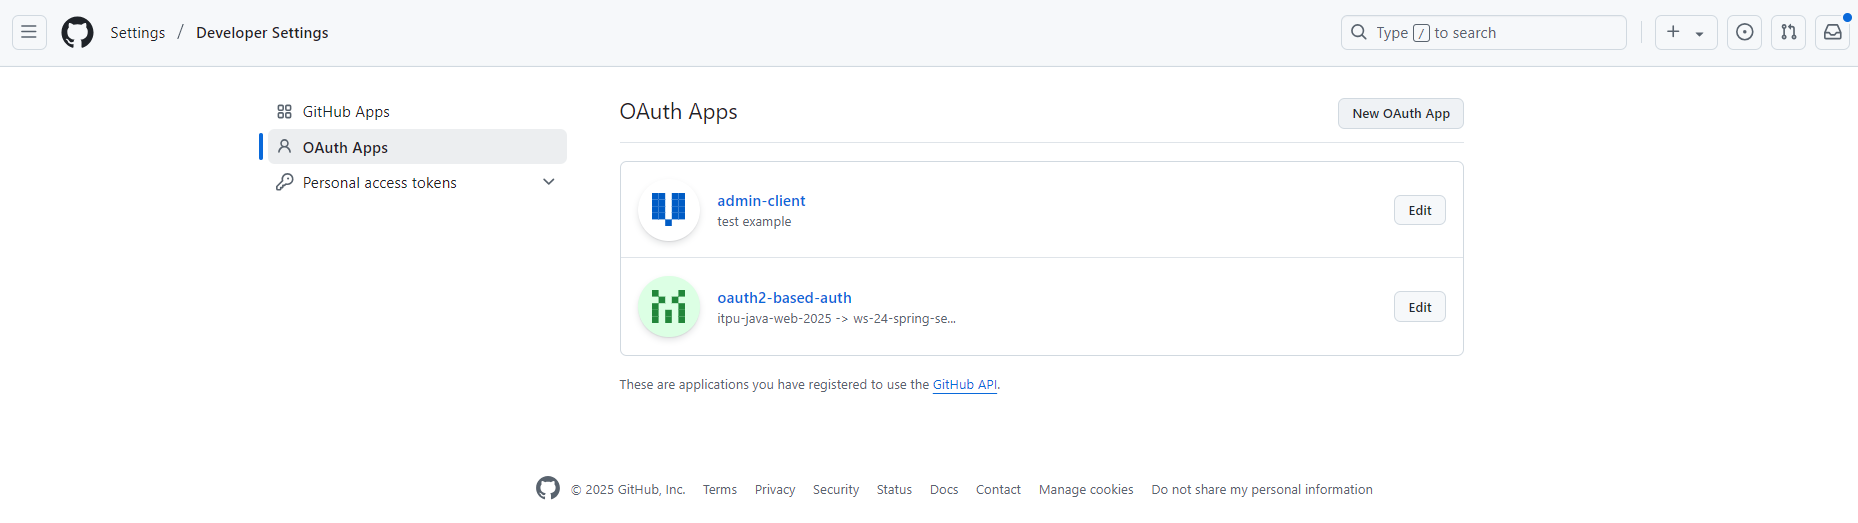 Settings / Developer Settings
Type / to search
GitHub Apps
OAuth Apps
Personal access tokens
OAuth Apps
New OAuth App
admin-client
test example
Edit
oauth2-based-auth
itpu-java-web-2025 -> ws-24-spring-se...
Edit
These are applications you have registered to use the GitHub API.
© 2025 GitHub, Inc. Terms Privacy Security Status Docs Contact Manage cookies Do not share my personal information